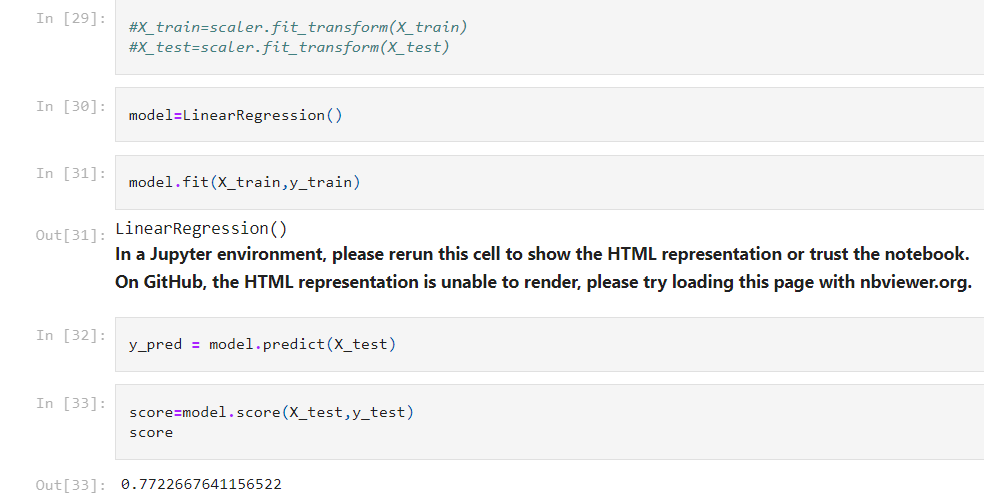 In [29]:
#X_train=scaler.fit_transform(X_train)
#X_test=scaler.fit_transform(X_test)
In [30]:
model=LinearRegression()
In [31]:
model.fit(X_train,y_train)
Out[31]:
LinearRegression()
In a Jupyter environment, please rerun this cell to show the HTML representation or trust the notebook.
On GitHub, the HTML representation is unable to render, please try loading this page with nbviewer.org.
In [32]:
y_pred = model.predict(X_test)
In [33]:
score=model.score(X_test,y_test)
score
Out[33]:
0.7722667641156522